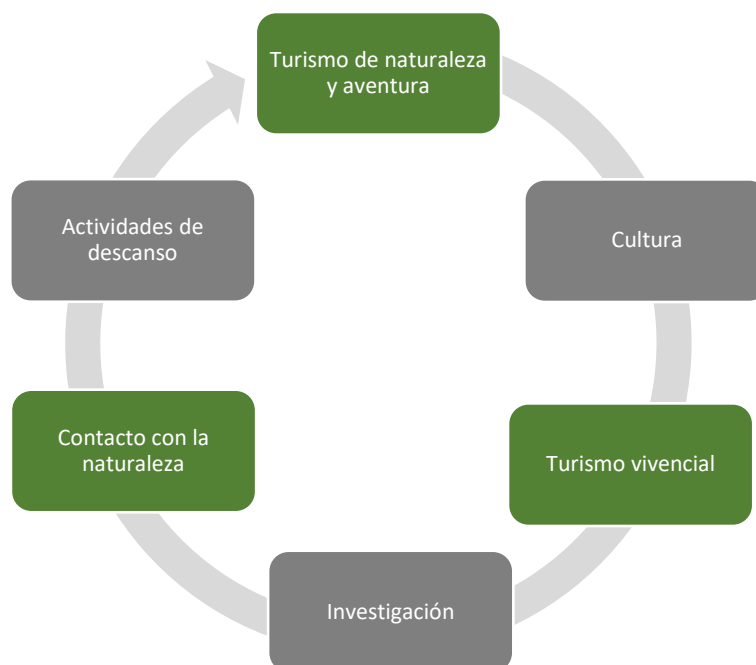 Turismo de naturaleza
y aventura
Cultura
Turismo vivencial
Investigación
Contacto con la
naturaleza
Actividades de
descanso